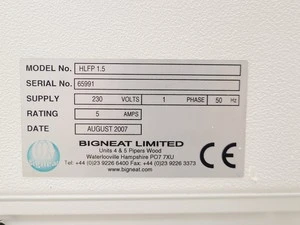 MODEL No. HLFP 1.5
SERIAL No. 65991
SUPPLY 230 VOLTS 1 PHASE 50 Hz
RATING 5 AMPS
DATE AUGUST 2007
BIGNEAT LIMITED
Units 4 & 5 Pipers Wood
Waterlooville Hampshire PO7 7XU
Tel: +44 (0)23 9226 6400 Fax: +44 (0)23 9226 3373
www.bigneat.com
CE